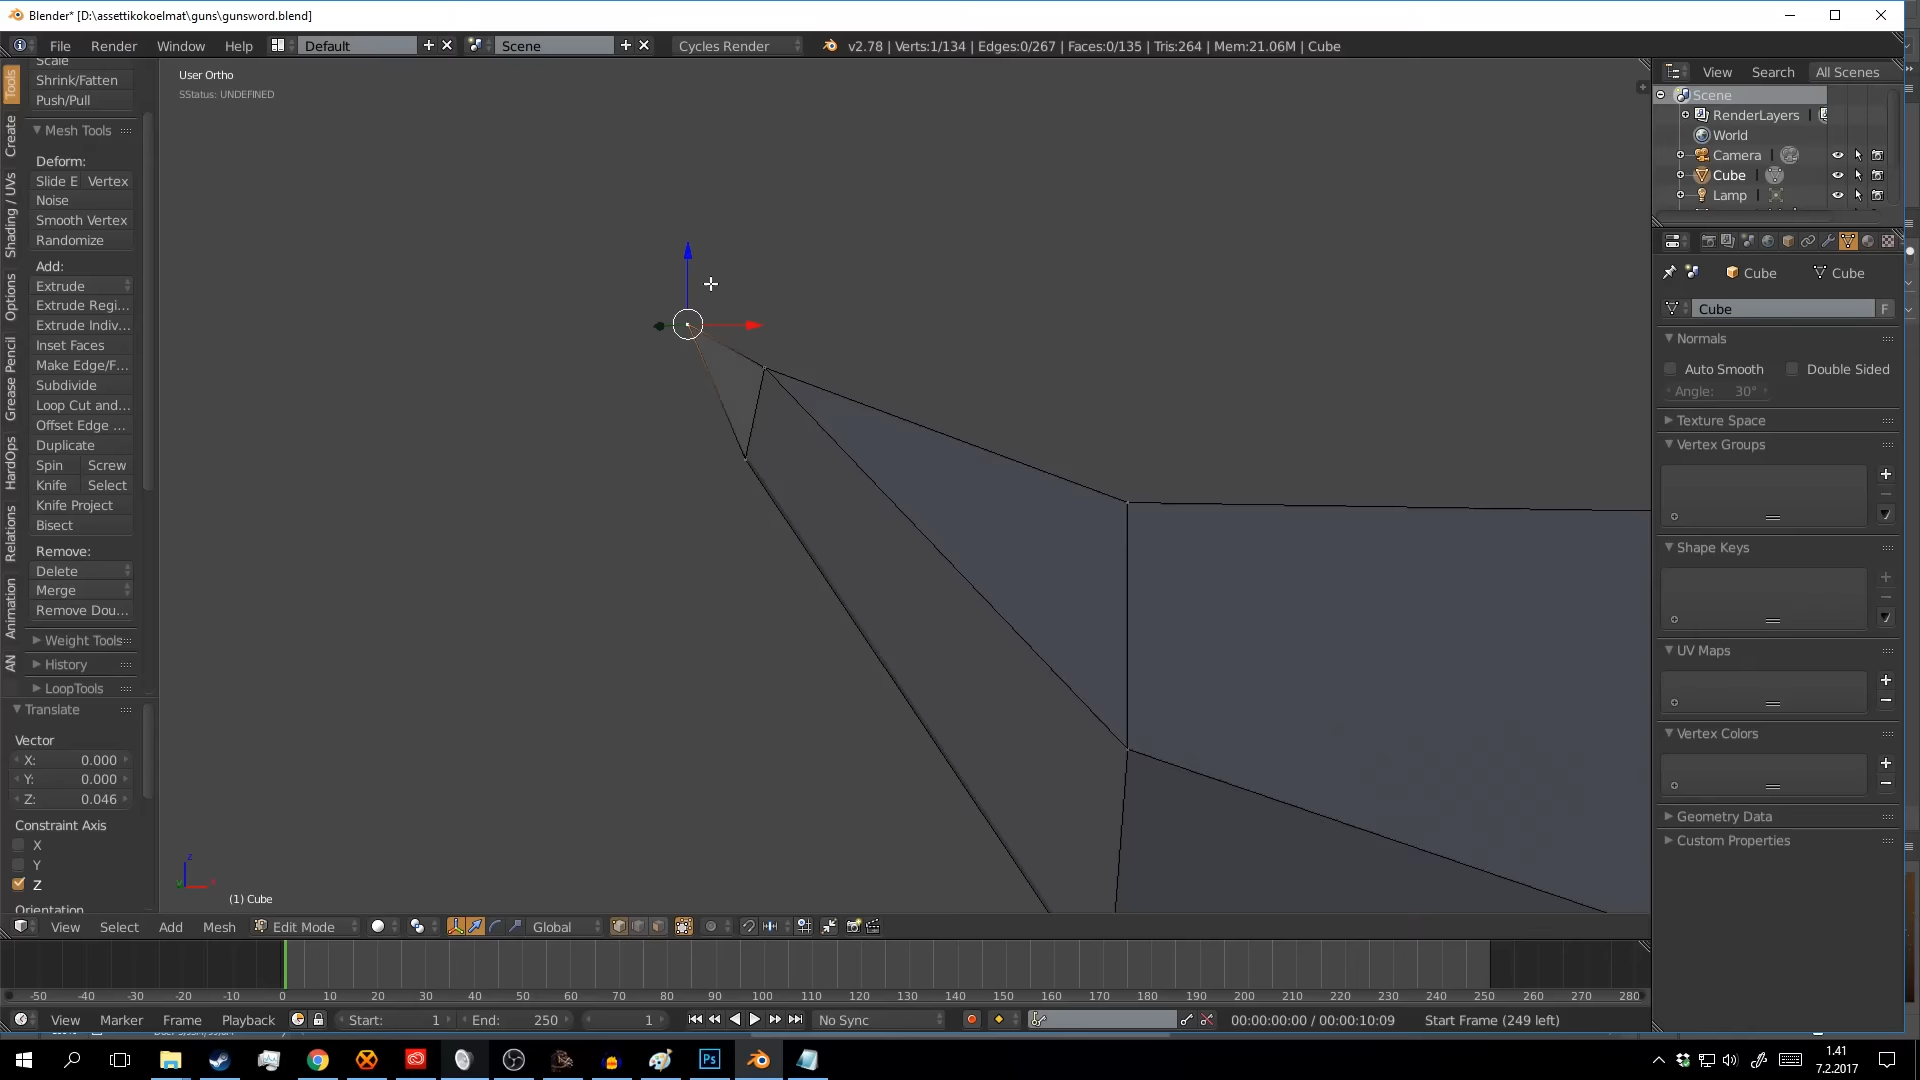 Blender* [D:\assettikokoelmat\guns\gunsword.blend]
File Render Window Help Default Scene Cycles Render v2.78 | Verts:1/134 | Edges:0/267 | Faces:0/135 | Tris:264 | Mem:21.06M | Cube
Scale
Shrink/Fatten
Push/Pull
Mesh Tools
Deform:
Slide E Vertex
Noise
Smooth Vertex
Randomize
Add:
Extrude
Extrude Regi...
Extrude Indiv...
Inset Faces
Make Edge/F...
Subdivide
Loop Cut and...
Offset Edge ...
Duplicate
Spin Screw
Knife Select
Knife Project
Bisect
Remove:
Delete
Merge
Remove Dou...
Weight Tools
History
LoopTools
Translate
Vector
X: 0.000
Y: 0.000
Z: 0.046
Constraint Axis
X
Y
Z
Orientation
Tools
Create
Shading / UVs
Options
Grease Pencil
HardOps
Relations
Animation
AN
User Ortho
SStatus: UNDEFINED
z
(1) Cube
View Select Add Mesh Edit Mode Global
-50 -40 -30 -20 -10 0 10 20 30 40 50 60 70 80 90 100 110 120 130 140 150 160 170 180 190 200 210 220 230 240 250 260 270 280
View Marker Frame Playback Start: 1 End: 250 1 No Sync 00:00:00:00 / 00:00:10:09 Start Frame (249 left)
View Search All Scenes
Scene
RenderLayers
World
Camera
Cube
Lamp
Cube Cube
Cube F
Normals
Auto Smooth Double Sided
Angle: 30°
Texture Space
Vertex Groups
Shape Keys
UV Maps
Vertex Colors
Geometry Data
Custom Properties
Ps
1.41
7.2.2017